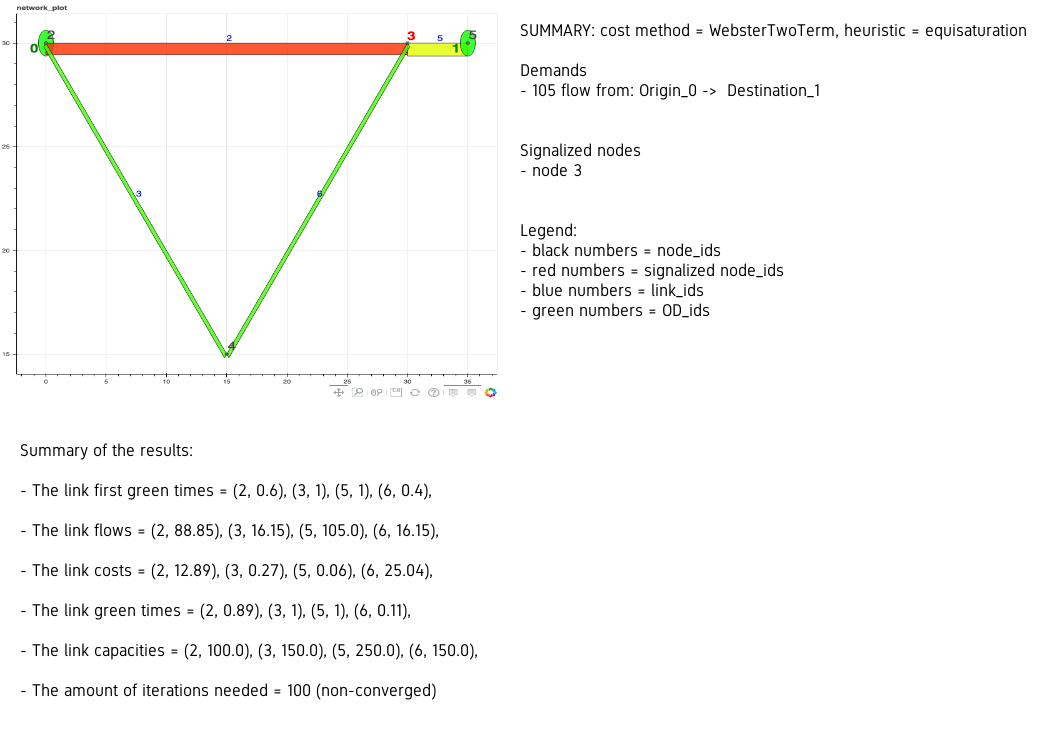 network_plot
SUMMARY: cost method = WebsterTwoTerm, heuristic = equisaturation
Demands
- 105 flow from: Origin_0 -> Destination_1
Signalized nodes
- node 3
Legend:
- black numbers = node_ids
- red numbers = signalized node_ids
- blue numbers = link_ids
- green numbers = OD_ids
30
25
20
15
0 5 10 15 20 25 30 35
0
2
2
3
5
1
5
3
6
4
Summary of the results:
- The link first green times = (2, 0.6), (3, 1), (5, 1), (6, 0.4),
- The link flows = (2, 88.85), (3, 16.15), (5, 105.0), (6, 16.15),
- The link costs = (2, 12.89), (3, 0.27), (5, 0.06), (6, 25.04),
- The link green times = (2, 0.89), (3, 1), (5, 1), (6, 0.11),
- The link capacities = (2, 100.0), (3, 150.0), (5, 250.0), (6, 150.0),
- The amount of iterations needed = 100 (non-converged)